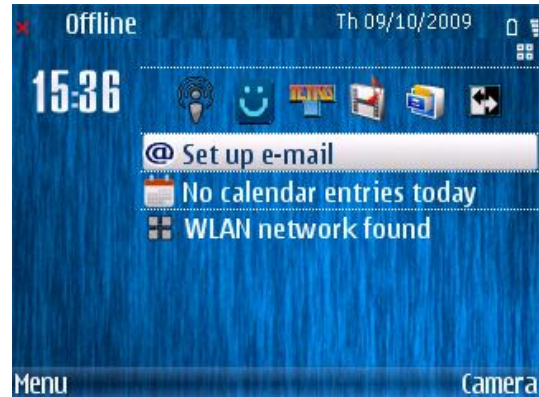 Offline
Th 09/10/2009
15:36
TETRIS
@ Set up e-mail
No calendar entries today
WLAN network found
Menu
Camera